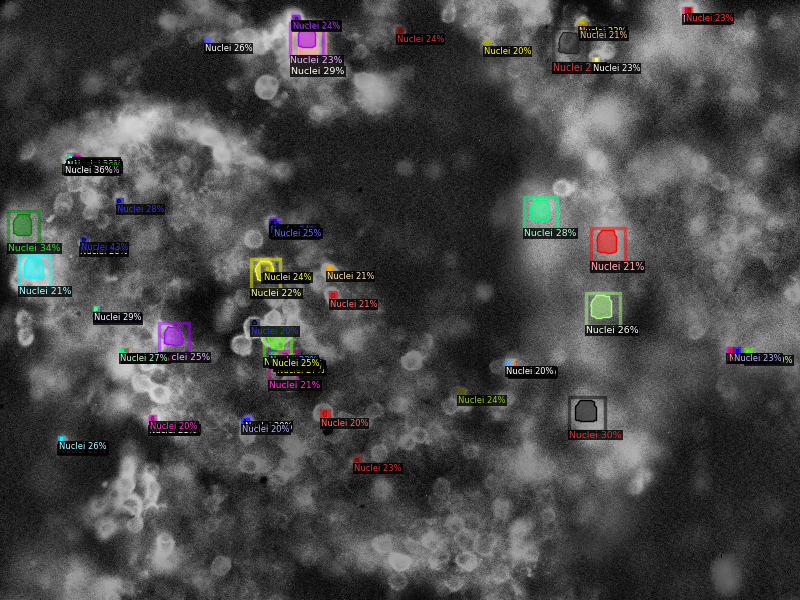 Nuclei 23%
Nuclei 24%
Nuclei 21%
Nuclei 24%
Nuclei 26%
Nuclei 20%
Nuclei 23%
Nuclei 29%
Nuclei 23%
Nuclei 36%
Nuclei 28%
Nuclei 25%
Nuclei 28%
Nuclei 34%
Nuclei 43%
Nuclei 21%
Nuclei 24%
Nuclei 21%
Nuclei 21%
Nuclei 22%
Nuclei 21%
Nuclei 29%
Nuclei 20%
Nuclei 26%
Nuclei 27%
clei 25%
Nuclei 25%
Nuclei 23%
Nuclei 20%
Nuclei 21%
Nuclei 24%
Nuclei 20%
Nuclei 20%
Nuclei 20%
Nuclei 30%
Nuclei 26%
Nuclei 23%